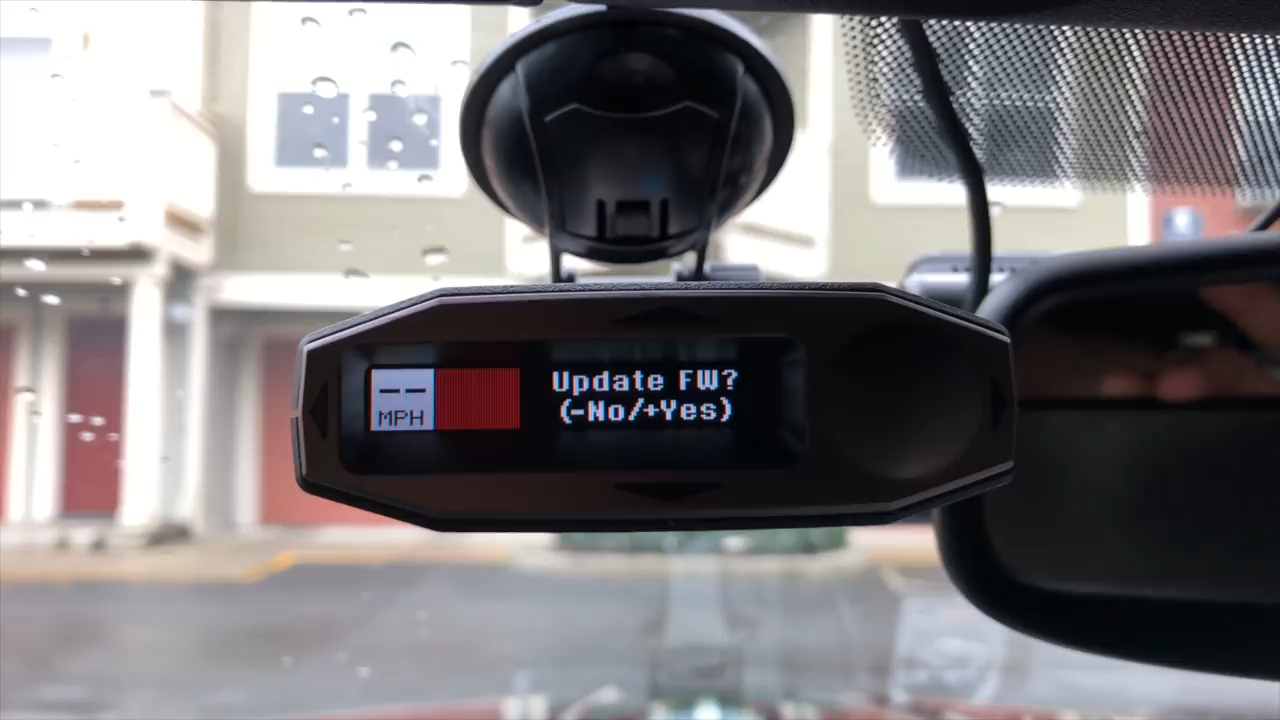 -- MPH
Update FW?
(-No/+Yes)